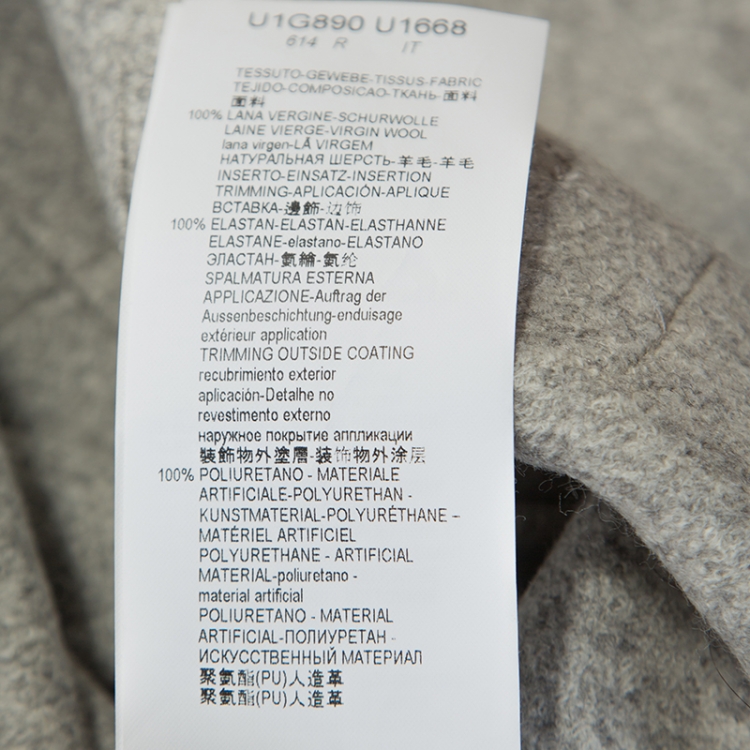 U1G890 U1668
614 R IT
TESSUTO-GEWEBE-TISSUS-FABRIC
TEJIDO-COMPOSICAO-ТКАНЬ-面料
面料
100% LANA VERGINE-SCHURWOLLE
LAINE VIERGE-VIRGIN WOOL
lana virgen-LÃ VIRGEM
НАТУРАЛЬНАЯ ШЕРСТЬ-羊毛-羊毛
INSERTO-EINSATZ-INSERTION
TRIMMING-APLICACIÓN-APLIQUE
ВСТАВКА-邊飾-边饰
100% ELASTAN-ELASTAN-ELASTHANNE
ELASTANE-elastano-ELASTANO
ЭЛАСТАН-氨綸-氨纶
SPALMATURA ESTERNA
APPLICAZIONE-Auftrag der
Aussenbeschichtung-enduisage
extérieur application
TRIMMING OUTSIDE COATING
recubrimiento exterior
aplicación-Detalhe no
revestimento externo
наружное покрытие аппликации
裝飾物外塗層-装饰物外涂层
100% POLIURETANO - MATERIALE
ARTIFICIALE-POLYURETHAN -
KUNSTMATERIAL-POLYURÉTHANE -
MATÉRIEL ARTIFICIEL
POLYURETHANE - ARTIFICIAL
MATERIAL-poliuretano -
material artificial
POLIURETANO - MATERIAL
ARTIFICIAL-ПОЛИУРЕТАН -
ИСКУССТВЕННЫЙ МАТЕРИАЛ
聚氨酯(PU)人造革
聚氨酯(PU)人造革